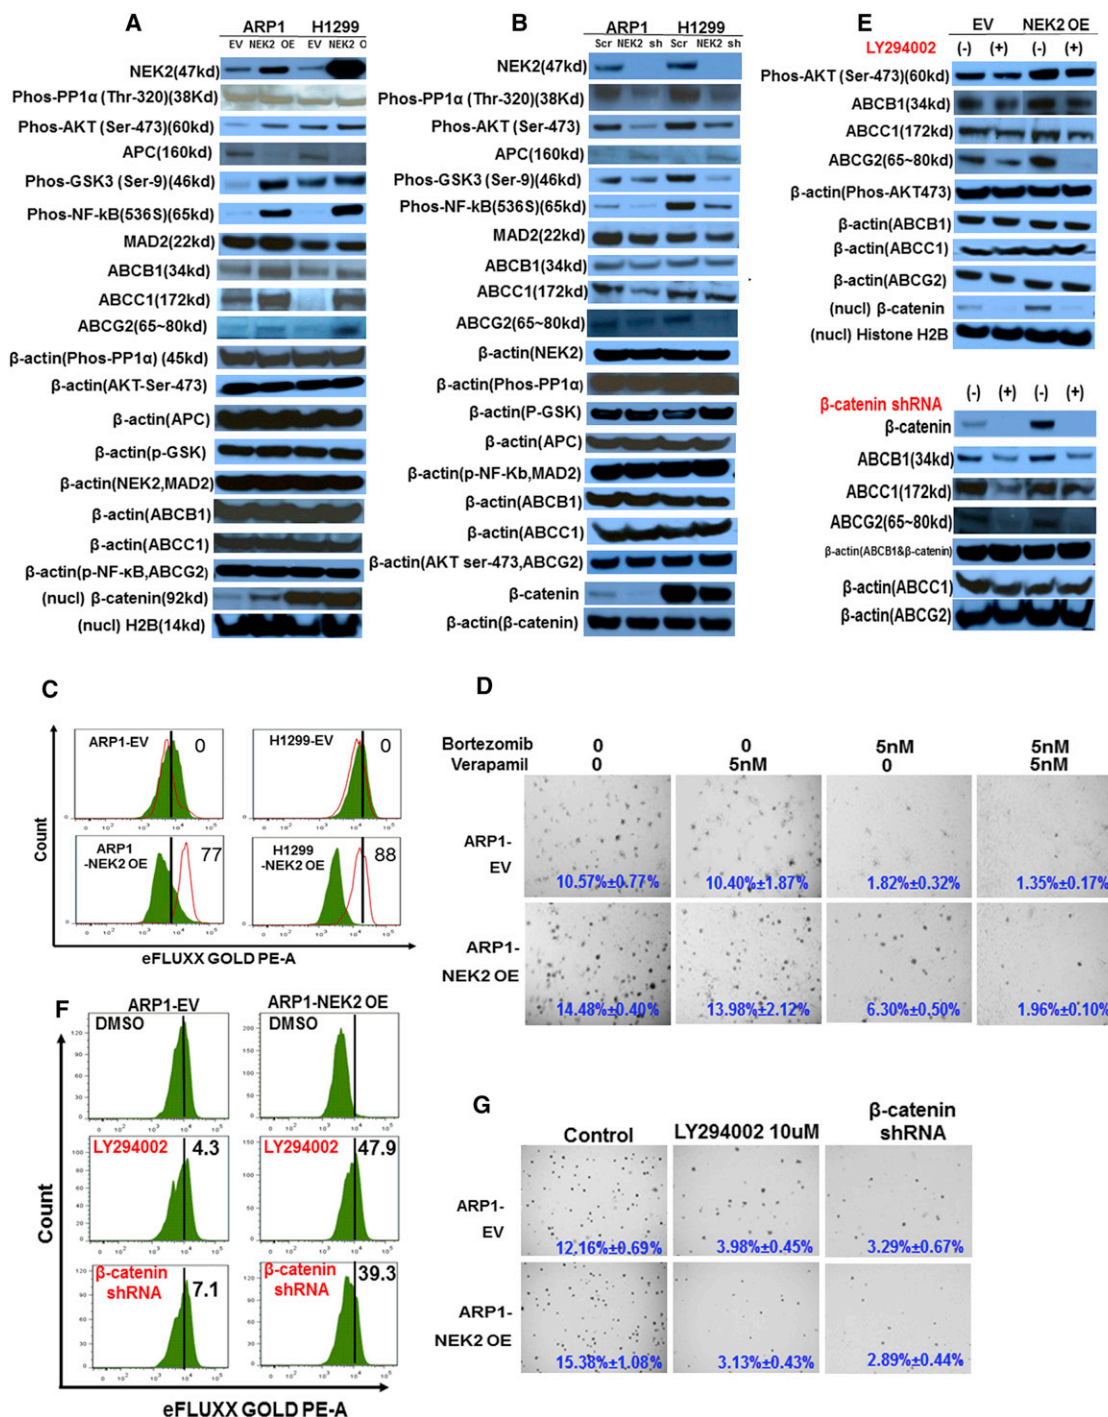 A
ARP1 H1299
EV NEK2 OE EV NEK2 O
NEK2(47kd)
Phos-PP1α (Thr-320)(38Kd)
Phos-AKT (Ser-473)(60kd)
APC(160kd)
Phos-GSK3 (Ser-9)(46kd)
Phos-NF-kB(536S)(65kd)
MAD2(22kd)
ABCB1(34kd)
ABCC1(172kd)
ABCG2(65~80kd)
β-actin(Phos-PP1α) (45kd)
β-actin(AKT-Ser-473)
β-actin(APC)
β-actin(p-GSK)
β-actin(NEK2,MAD2)
β-actin(ABCB1)
β-actin(ABCC1)
β-actin(p-NF-κB,ABCG2)
(nucl) β-catenin(92kd)
(nucl) H2B(14kd)
B
ARP1 H1299
Scr NEK2 sh Scr NEK2 sh
NEK2(47kd)
Phos-PP1α (Thr-320)(38Kd)
Phos-AKT (Ser-473)
APC(160kd)
Phos-GSK3 (Ser-9)(46kd)
Phos-NF-kB(536S)(65kd)
MAD2(22kd)
ABCB1(34kd)
ABCC1(172kd)
ABCG2(65~80kd)
β-actin(NEK2)
β-actin(Phos-PP1α)
β-actin(P-GSK)
β-actin(APC)
β-actin(p-NF-Kb,MAD2)
β-actin(ABCB1)
β-actin(ABCC1)
β-actin(AKT ser-473,ABCG2)
β-catenin
β-actin(β-catenin)
E
EV NEK2 OE
LY294002 (-) (+) (-) (+)
Phos-AKT (Ser-473)(60kd)
ABCB1(34kd)
ABCC1(172kd)
ABCG2(65~80kd)
β-actin(Phos-AKT473)
β-actin(ABCB1)
β-actin(ABCC1)
β-actin(ABCG2)
(nucl) β-catenin
(nucl) Histone H2B
β-catenin shRNA (-) (+) (-) (+)
β-catenin
ABCB1(34kd)
ABCC1(172kd)
ABCG2(65~80kd)
β-actin(ABCB1&β-catenin)
β-actin(ABCC1)
β-actin(ABCG2)
C
ARP1-EV 0
H1299-EV 0
ARP1 -NEK2 OE 77
H1299 -NEK2 OE 88
Count
eFLUXX GOLD PE-A
D
Bortezomib 0 0 5nM 5nM
Verapamil 0 5nM 0 5nM
ARP1-
EV
10.57%±0.77% 10.40%±1.87% 1.82%±0.32% 1.35%±0.17%
ARP1-
NEK2 OE
14.48%±0.40% 13.98%±2.12% 6.30%±0.50% 1.96%±0.10%
F
ARP1-EV ARP1-NEK2 OE
DMSO DMSO
LY294002 4.3 LY294002 47.9
β-catenin shRNA 7.1 β-catenin shRNA 39.3
Count
eFLUXX GOLD PE-A
G
Control LY294002 10uM β-catenin shRNA
ARP1-
EV
12.16%±0.69% 3.98%±0.45% 3.29%±0.67%
ARP1-
NEK2 OE
15.38%±1.08% 3.13%±0.43% 2.89%±0.44%